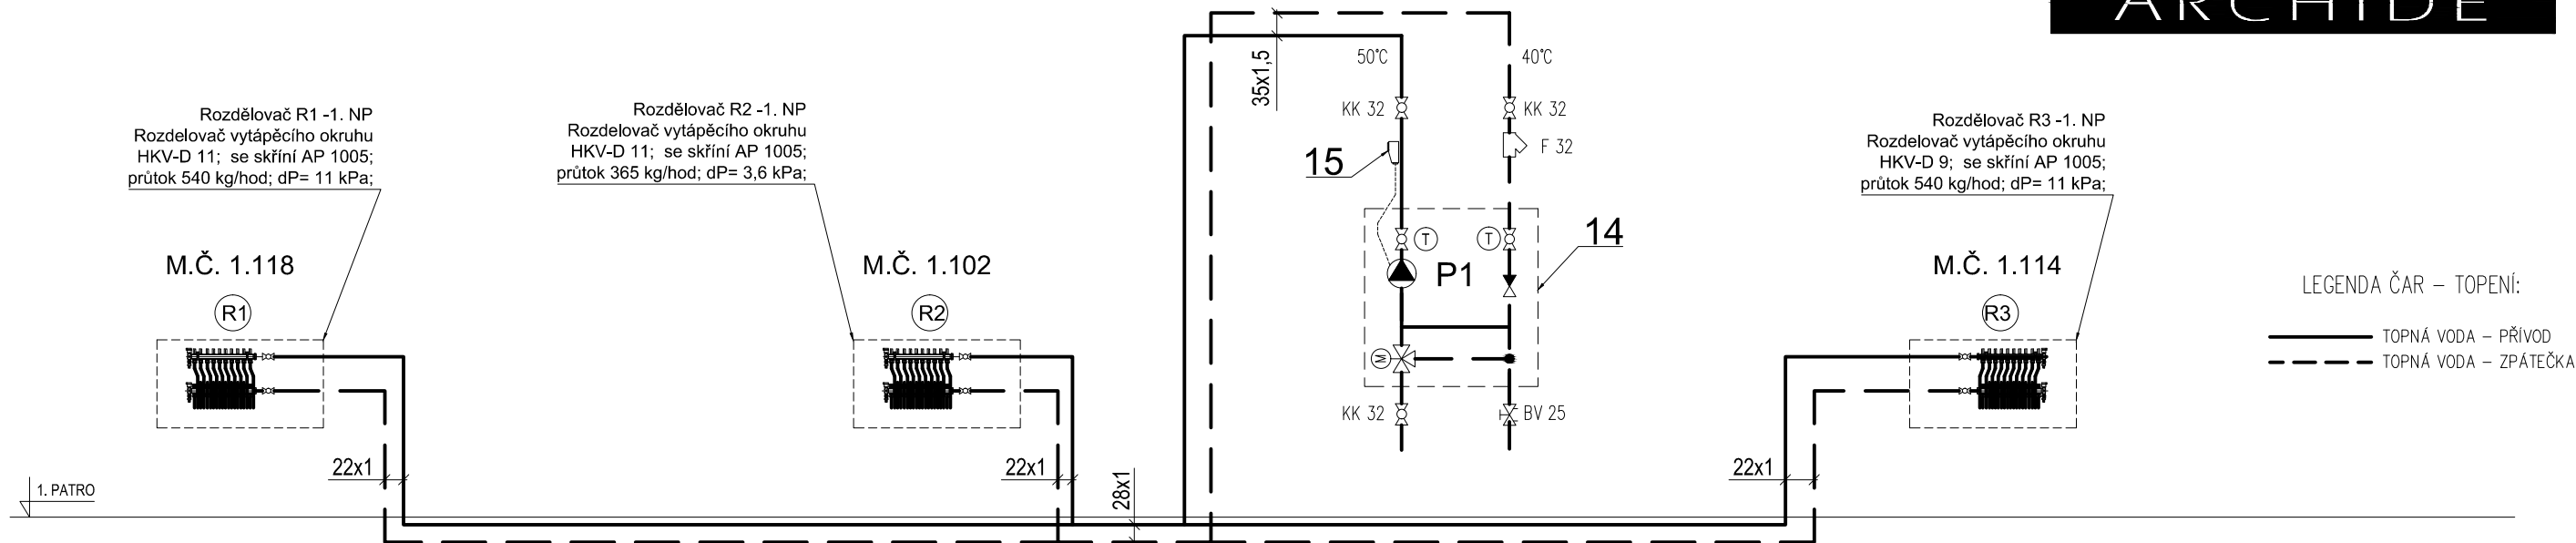 ARCHIDE
50°C
40°C
35x1,5
KK 32
KK 32
F 32
15
Rozdělovač R1 -1. NP
Rozdelovač vytápěcího okruhu
HKV-D 11; se skříní AP 1005;
průtok 540 kg/hod; dP= 11 kPa;
Rozdělovač R2 -1. NP
Rozdelovač vytápěcího okruhu
HKV-D 11; se skříní AP 1005;
průtok 365 kg/hod; dP= 3,6 kPa;
Rozdělovač R3 -1. NP
Rozdelovač vytápěcího okruhu
HKV-D 9; se skříní AP 1005;
průtok 540 kg/hod; dP= 11 kPa;
T
T
14
P1
M
M.Č. 1.118
R1
M.Č. 1.102
R2
M.Č. 1.114
R3
LEGENDA ČAR – TOPENÍ:
TOPNÁ VODA – PŘÍVOD
TOPNÁ VODA – ZPÁTEČKA
KK 32
BV 25
22x1
22x1
28x1
22x1
1. PATRO